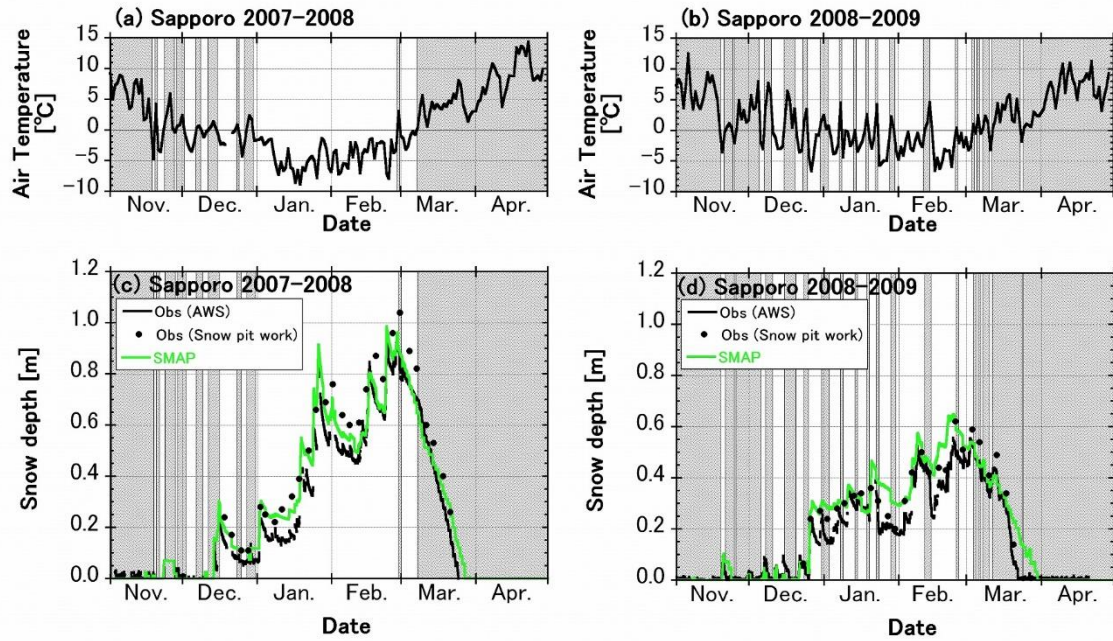 (a) Sapporo 2007-2008
Air Temperature
[°C]
15
10
5
0
-5
-10
Nov. Dec. Jan. Feb. Mar. Apr.
Date
(b) Sapporo 2008-2009
Air Temperature
[°C]
15
10
5
0
-5
-10
Nov. Dec. Jan. Feb. Mar. Apr.
Date
(c) Sapporo 2007-2008
Obs (AWS)
Obs (Snow pit work)
SMAP
Snow depth [m]
1.2
1.0
0.8
0.6
0.4
0.2
0.0
Nov. Dec. Jan. Feb. Mar. Apr.
Date
(d) Sapporo 2008-2009
Obs (AWS)
Obs (Snow pit work)
SMAP
Snow depth [m]
1.2
1.0
0.8
0.6
0.4
0.2
0.0
Nov. Dec. Jan. Feb. Mar. Apr.
Date